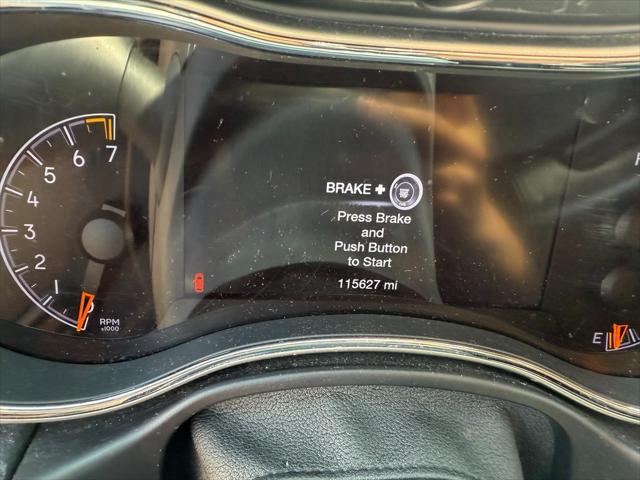 7
6
5
4
3
2
1
0
RPM
x1000
BRAKE +
Press Brake
and
Push Button
to Start
115627 mi
E